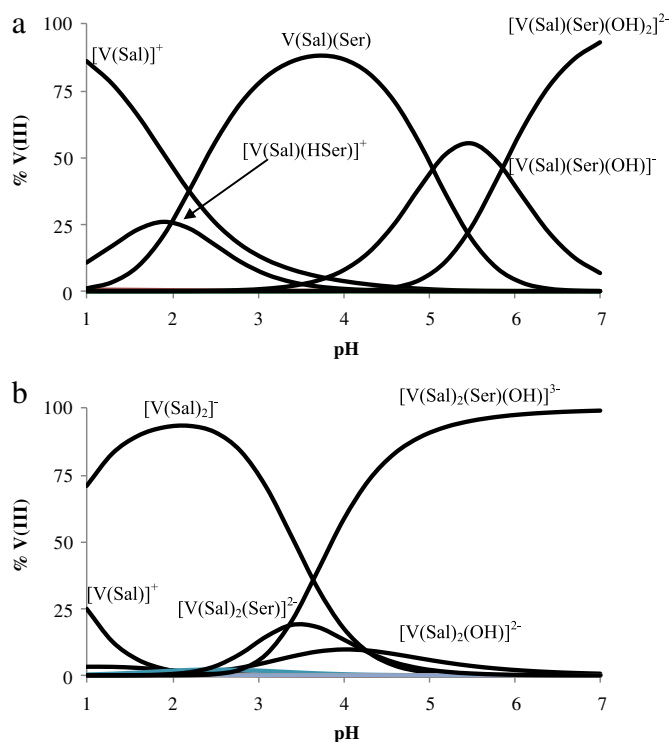 a
100
75
50
25
0
% V(III)
[V(Sal)]⁺
V(Sal)(Ser)
[V(Sal)(Ser)(OH)₂]²⁻
[V(Sal)(HSer)]⁺
[V(Sal)(Ser)(OH)]⁻
1 2 3 4 5 6 7
pH
b
100
75
50
25
0
% V(III)
[V(Sal)₂]⁻
[V(Sal)₂(Ser)(OH)]³⁻
[V(Sal)]⁺
[V(Sal)₂(Ser)]²⁻
[V(Sal)₂(OH)]²⁻
1 2 3 4 5 6 7
pH